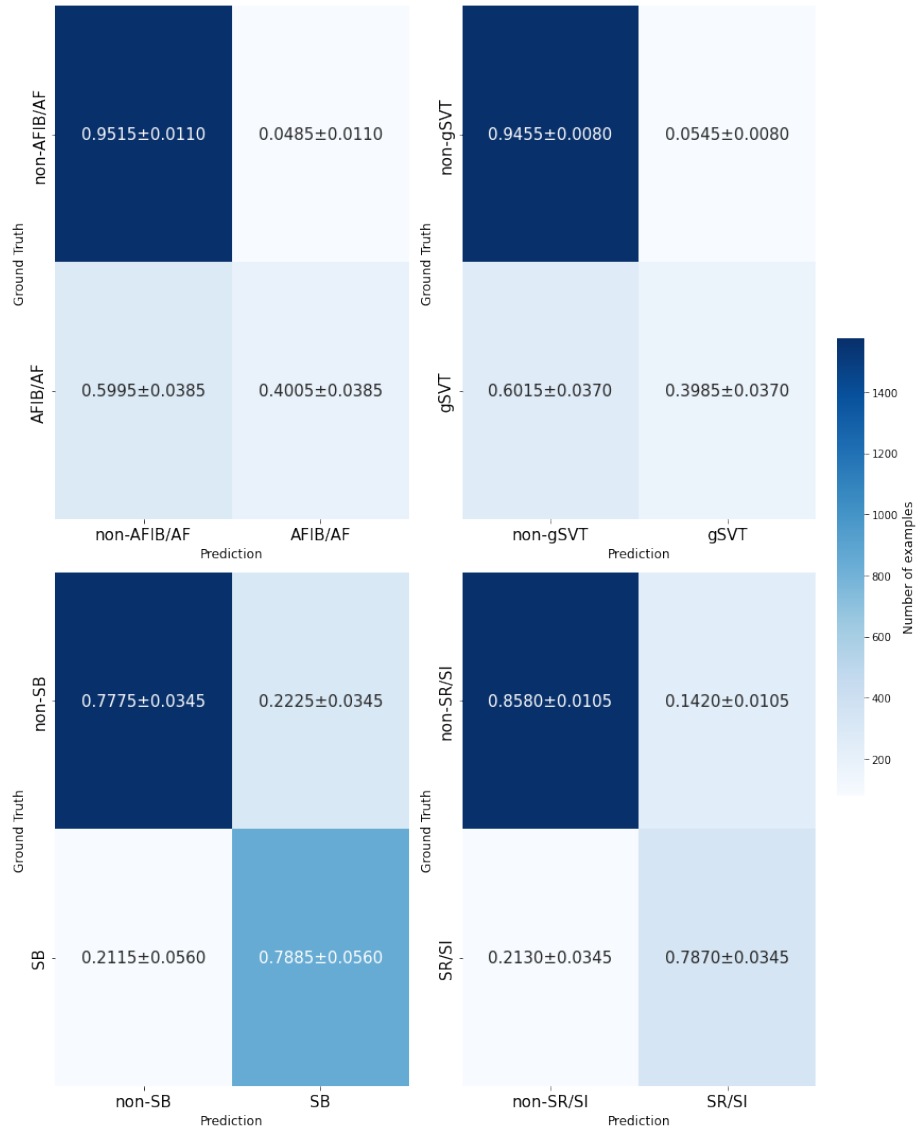 non-AFIB/AF
0.9515±0.0110
0.0485±0.0110
Ground Truth
AFIB/AF
0.5995±0.0385
0.4005±0.0385
non-AFIB/AF
AFIB/AF
Prediction
non-gSVT
0.9455±0.0080
0.0545±0.0080
Ground Truth
gSVT
0.6015±0.0370
0.3985±0.0370
non-gSVT
gSVT
Prediction
non-SB
0.7775±0.0345
0.2225±0.0345
Ground Truth
SB
0.2115±0.0560
0.7885±0.0560
non-SB
SB
Prediction
non-SR/SI
0.8580±0.0105
0.1420±0.0105
Ground Truth
SR/SI
0.2130±0.0345
0.7870±0.0345
non-SR/SI
SR/SI
Prediction
1400
1200
1000
800
600
400
200
Number of examples